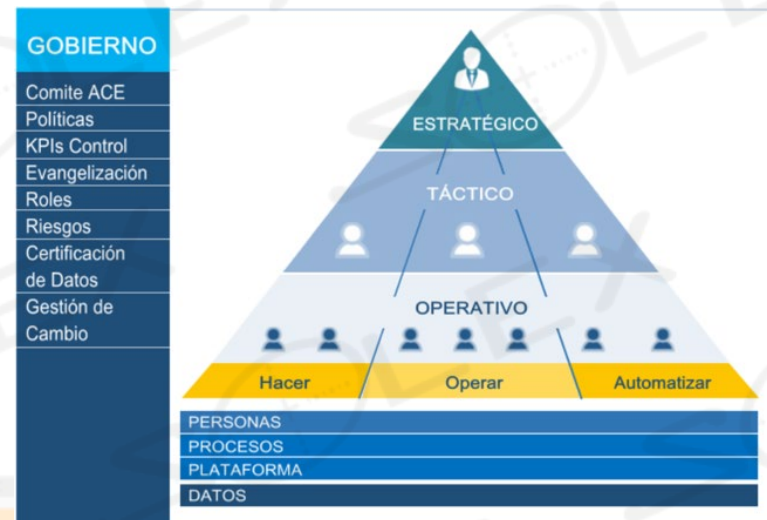 GOBIERNO
Comite ACE
Políticas
KPIs Control
Evangelización
Roles
Riesgos
Certificación
de Datos
Gestión de
Cambio
ESTRATÉGICO
TÁCTICO
OPERATIVO
Hacer
Operar
Automatizar
PERSONAS
PROCESOS
PLATAFORMA
DATOS
SOLEX